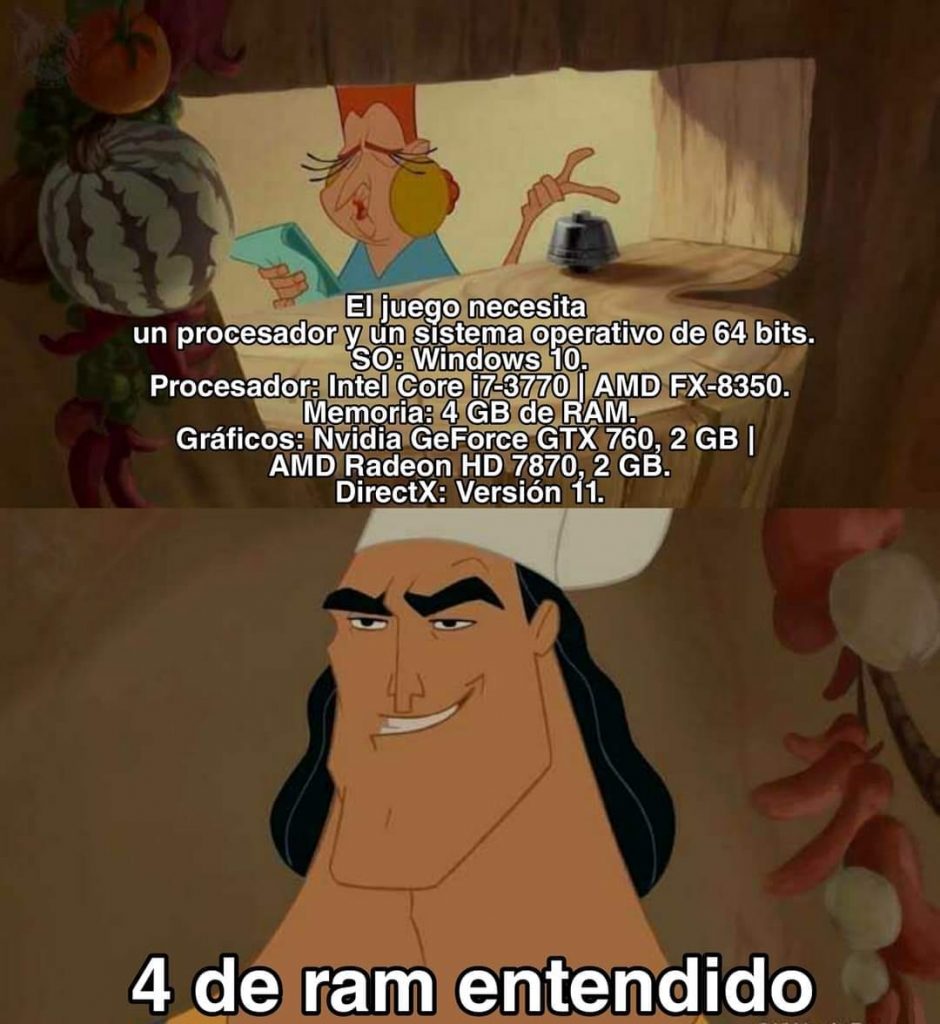 El juego necesita
un procesador y un sistema operativo de 64 bits.
SO: Windows 10.
Procesador: Intel Core i7-3770 | AMD FX-8350.
Memoria: 4 GB de RAM.
Gráficos: Nvidia GeForce GTX 760, 2 GB |
AMD Radeon HD 7870, 2 GB.
DirectX: Versión 11.
4 de ram entendido